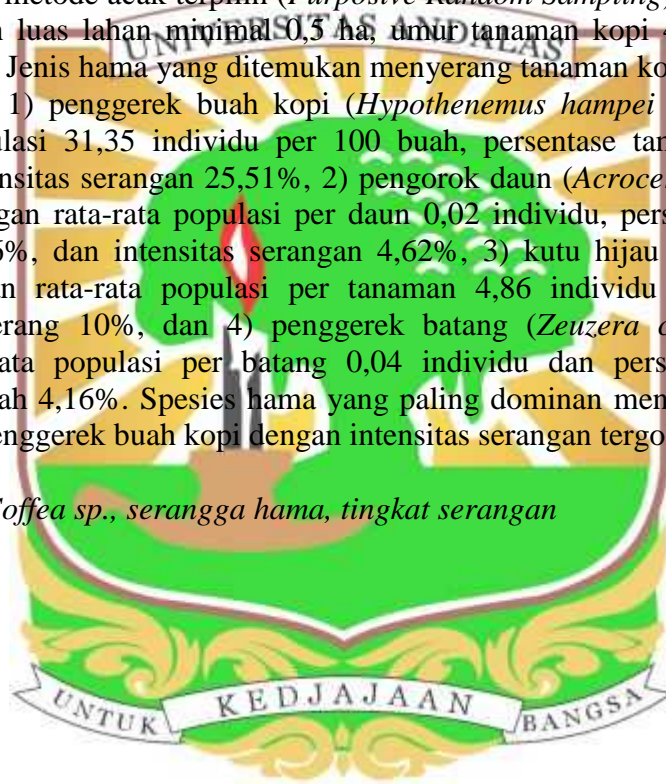 metode acak terpilih (Purposive Random Sampling)
UNIVERSITAS ANDALAS
luas lahan minimal 0,5 ha, umur tanaman kopi 4
Jenis hama yang ditemukan menyerang tanaman ko
1) penggerek buah kopi (Hypothenemus hampei
ulasi 31,35 individu per 100 buah, persentase tan
nsitas serangan 25,51%, 2) pengorok daun (Acroce
gan rata-rata populasi per daun 0,02 individu, pers
%, dan intensitas serangan 4,62%, 3) kutu hijau
n rata-rata populasi per tanaman 4,86 individu
erang 10%, dan 4) penggerek batang (Zeuzera c
ata populasi per batang 0,04 individu dan pers
ah 4,16%. Spesies hama yang paling dominan men
enggerek buah kopi dengan intensitas serangan tergo
Coffea sp., serangga hama, tingkat serangan
UNTUK KEDJAJAAN BANGSA